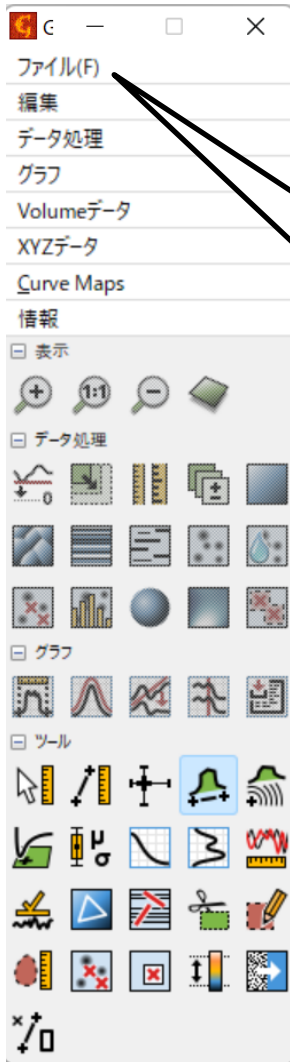 G
ファイル(F)
編集
データ処理
グラフ
Volumeデータ
XYZデータ
Curve Maps
情報
表示
1:1
データ処理
0
グラフ
ツール
μ
σ